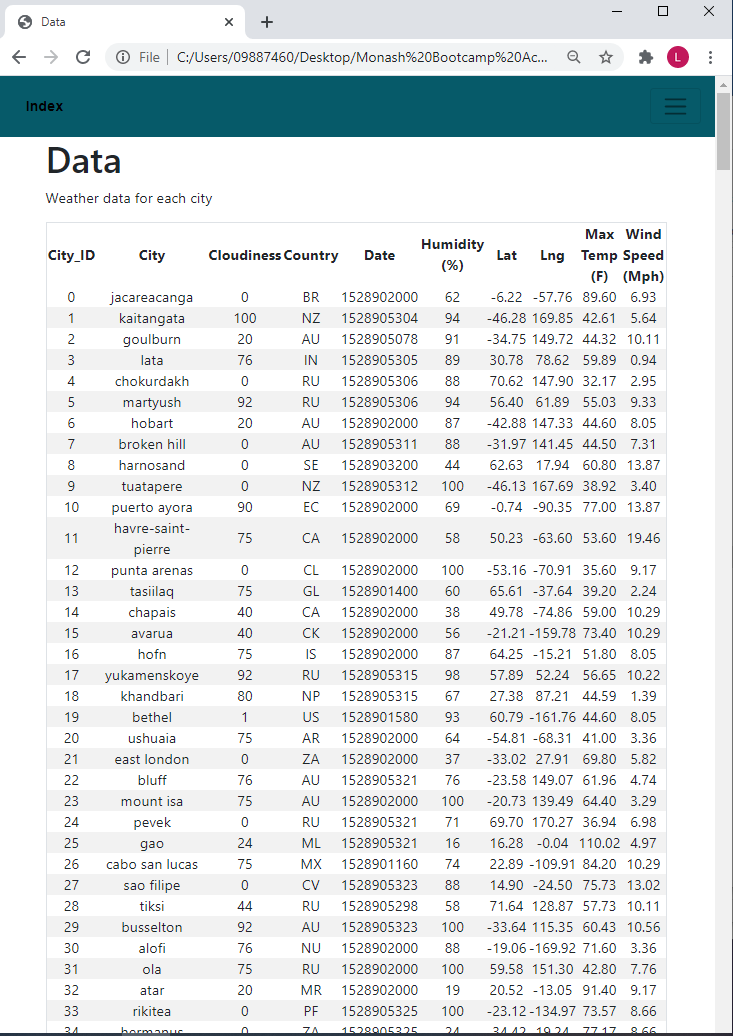 Data
File
C:/Users/09887460/Desktop/Monash%20Bootcamp%20Ac...
L
Index
Data
Weather data for each city
City_ID City Cloudiness Country Date Humidity (%) Lat Lng Max Temp (F) Wind Speed (Mph)
0 jacareacanga 0 BR 1528902000 62 -6.22 -57.76 89.60 6.93
1 kaitangata 100 NZ 1528905304 94 -46.28 169.85 42.61 5.64
2 goulburn 20 AU 1528905078 91 -34.75 149.72 44.32 10.11
3 lata 76 IN 1528905305 89 30.78 78.62 59.89 0.94
4 chokurdakh 0 RU 1528905306 88 70.62 147.90 32.17 2.95
5 martyush 92 RU 1528905306 94 56.40 61.89 55.03 9.33
6 hobart 20 AU 1528902000 87 -42.88 147.33 44.60 8.05
7 broken hill 0 AU 1528905311 88 -31.97 141.45 44.50 7.31
8 harnosand 0 SE 1528903200 44 62.63 17.94 60.80 13.87
9 tuatapere 0 NZ 1528905312 100 -46.13 167.69 38.92 3.40
10 puerto ayora 90 EC 1528902000 69 -0.74 -90.35 77.00 13.87
11 havre-saint-pierre 75 CA 1528902000 58 50.23 -63.60 53.60 19.46
12 punta arenas 0 CL 1528902000 100 -53.16 -70.91 35.60 9.17
13 tasiilaq 75 GL 1528901400 60 65.61 -37.64 39.20 2.24
14 chapais 40 CA 1528902000 38 49.78 -74.86 59.00 10.29
15 avarua 40 CK 1528902000 56 -21.21 -159.78 73.40 10.29
16 hofn 75 IS 1528902000 87 64.25 -15.21 51.80 8.05
17 yukamenskoye 92 RU 1528905315 98 57.89 52.24 56.65 10.22
18 khandbari 80 NP 1528905315 67 27.38 87.21 44.59 1.39
19 bethel 1 US 1528901580 93 60.79 -161.76 44.60 8.05
20 ushuaia 75 AR 1528902000 64 -54.81 -68.31 41.00 3.36
21 east london 0 ZA 1528902000 37 -33.02 27.91 69.80 5.82
22 bluff 76 AU 1528905321 76 -23.58 149.07 61.96 4.74
23 mount isa 75 AU 1528902000 100 -20.73 139.49 64.40 3.29
24 pevek 0 RU 1528905321 71 69.70 170.27 36.94 6.98
25 gao 24 ML 1528905321 16 16.28 -0.04 110.02 4.97
26 cabo san lucas 75 MX 1528901160 74 22.89 -109.91 84.20 10.29
27 sao filipe 0 CV 1528905323 88 14.90 -24.50 75.73 13.02
28 tiksi 44 RU 1528905298 58 71.64 128.87 57.73 10.11
29 busselton 92 AU 1528905323 100 -33.64 115.35 60.43 10.56
30 alofi 76 NU 1528902000 88 -19.06 -169.92 71.60 3.36
31 ola 75 RU 1528902000 100 59.58 151.30 42.80 7.76
32 atar 20 MR 1528902000 19 20.52 -13.05 91.40 9.17
33 rikitea 0 PF 1528905325 100 -23.12 -134.97 73.57 8.66
34 hermanus 0 ZA 1528905325 24 -34.42 19.24 77.17 8.66